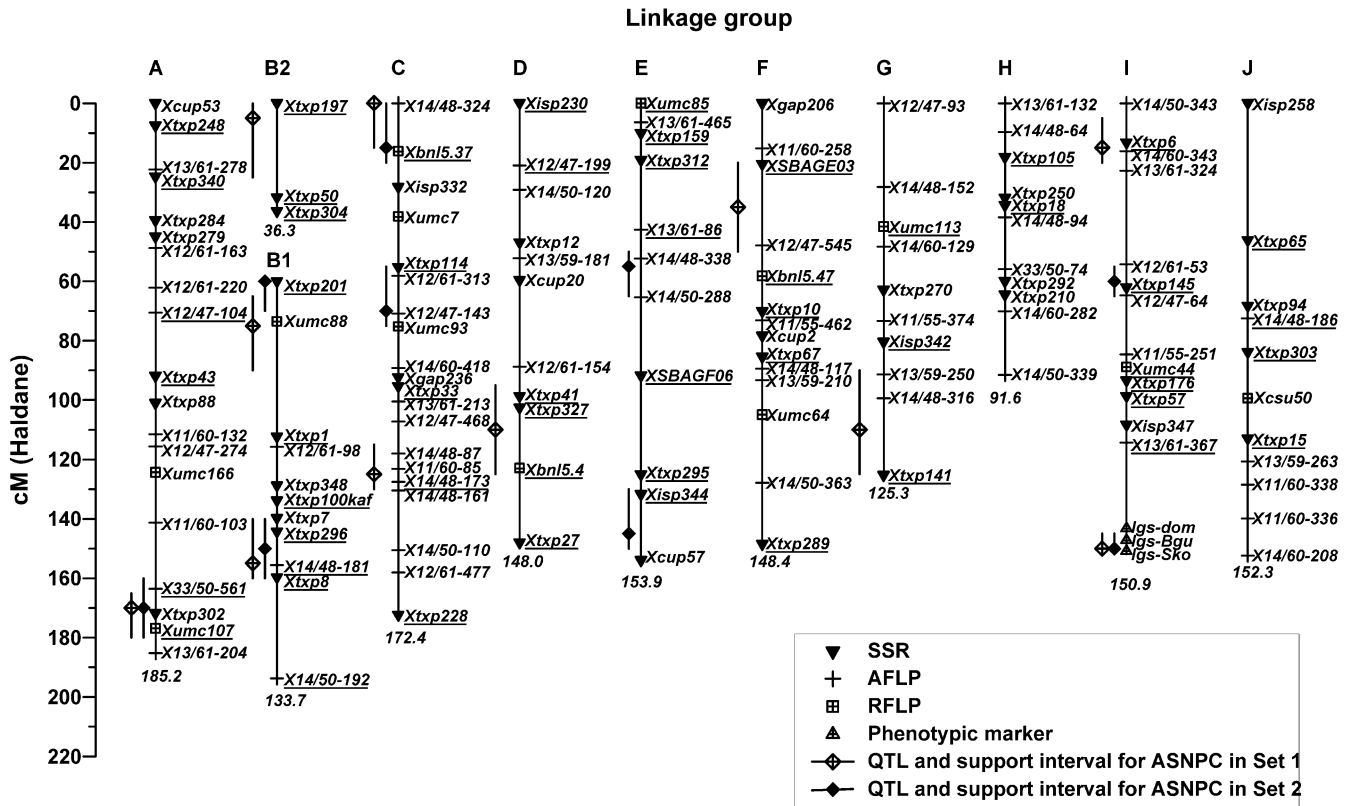 Linkage group
A
B2
C
D
E
F
G
H
I
J
cM (Haldane)
0
20
40
60
80
100
120
140
160
180
200
220
Xcup53
Xtxp248
X13/61-278
Xtxp340
Xtxp284
Xtxp279
X12/61-163
X12/61-220
X12/47-104
Xtxp43
Xtxp88
X11/60-132
X12/47-274
Xumc166
X11/60-103
X33/50-561
Xtxp302
Xumc107
X13/61-204
185.2
Xtxp197
Xtxp50
Xtxp304
36.3
B1
Xtxp201
Xumc88
Xtxp1
X12/61-98
Xtxp348
Xtxp100kaf
Xtxp7
Xtxp296
X14/48-181
Xtxp8
X14/50-192
133.7
X14/48-324
Xbnl5.37
Xisp332
Xumc7
Xtxp114
X12/61-313
X12/47-143
Xumc93
X14/60-418
Xgap236
Xtxp33
X13/61-213
X12/47-468
X14/48-87
X11/60-85
X14/48-173
X14/48-161
X14/50-110
X12/61-477
Xtxp228
172.4
Xisp230
X12/47-199
X14/50-120
Xtxp12
X13/59-181
Xcup20
X12/61-154
Xtxp41
Xtxp327
Xbnl5.4
Xtxp27
148.0
Xumc85
X13/61-465
Xtxp159
Xtxp312
X13/61-86
X14/48-338
X14/50-288
XSBAGF06
Xtxp295
Xisp344
Xcup57
153.9
Xgap206
X11/60-258
XSBAGE03
X12/47-545
Xbnl5.47
Xtxp10
X11/55-462
Xcup2
Xtxp67
X14/48-117
X13/59-210
Xumc64
X14/50-363
Xtxp289
148.4
X12/47-93
X14/48-152
Xumc113
X14/60-129
Xtxp270
X11/55-374
Xisp342
X13/59-250
X14/48-316
Xtxp141
125.3
X13/61-132
X14/48-64
Xtxp105
Xtxp250
Xtxp18
X14/48-94
X33/50-74
Xtxp292
Xtxp210
X14/60-282
X14/50-339
91.6
X14/50-343
Xtxp6
X14/60-343
X13/61-324
X12/61-53
Xtxp145
X12/47-64
X11/55-251
Xumc44
Xtxp176
Xtxp57
Xisp347
X13/61-367
lgs-dom
lgs-Bgu
lgs-Sko
150.9
Xisp258
Xtxp65
Xtxp94
X14/48-186
Xtxp303
Xcsu50
Xtxp15
X13/59-263
X11/60-338
X11/60-336
X14/60-208
152.3
SSR
AFLP
RFLP
Phenotypic marker
QTL and support interval for ASNPC in Set 1
QTL and support interval for ASNPC in Set 2